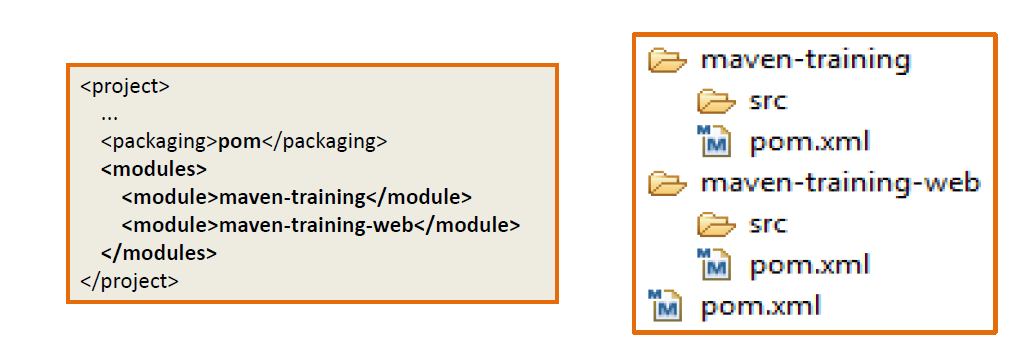 <project>
...
<packaging>pom</packaging>
<modules>
<module>maven-training</module>
<module>maven-training-web</module>
</modules>
</project>
maven-training
src
pom.xml
maven-training-web
src
pom.xml
pom.xml